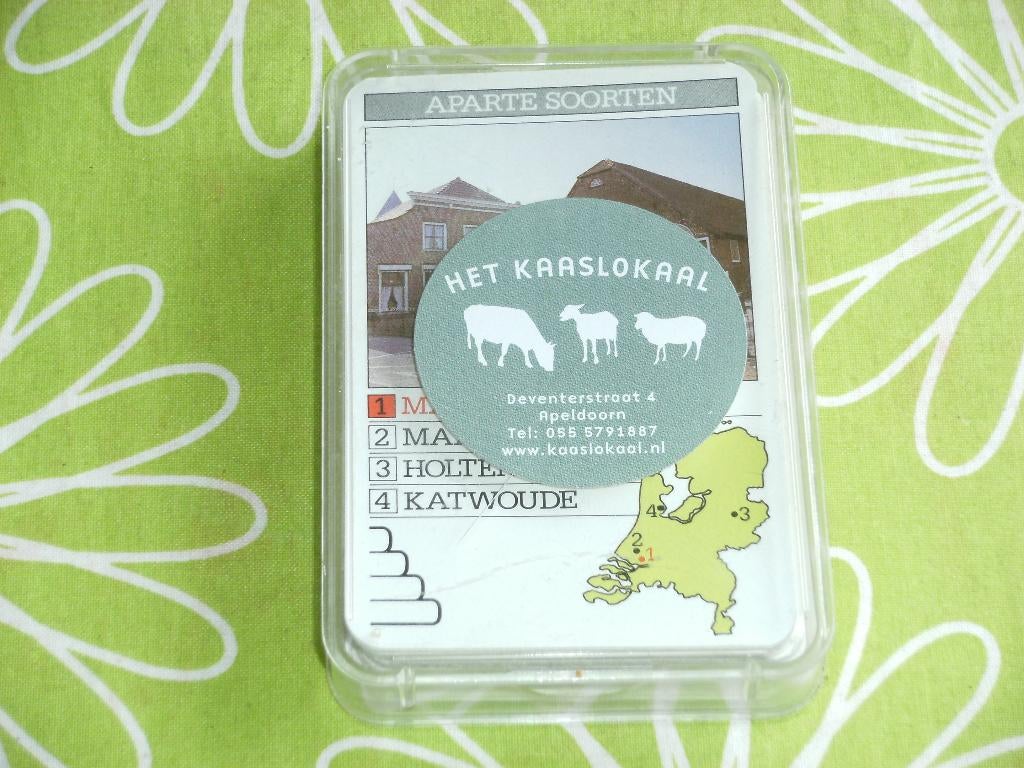 APARTE SOORTEN
HET KAASLOKAAL
Deventerstraat 4
Apeldoorn
Tel: 055 5791887
www.kaaslokaal.nl
1
2
3
4 KATWOUDE
4
3
2
1